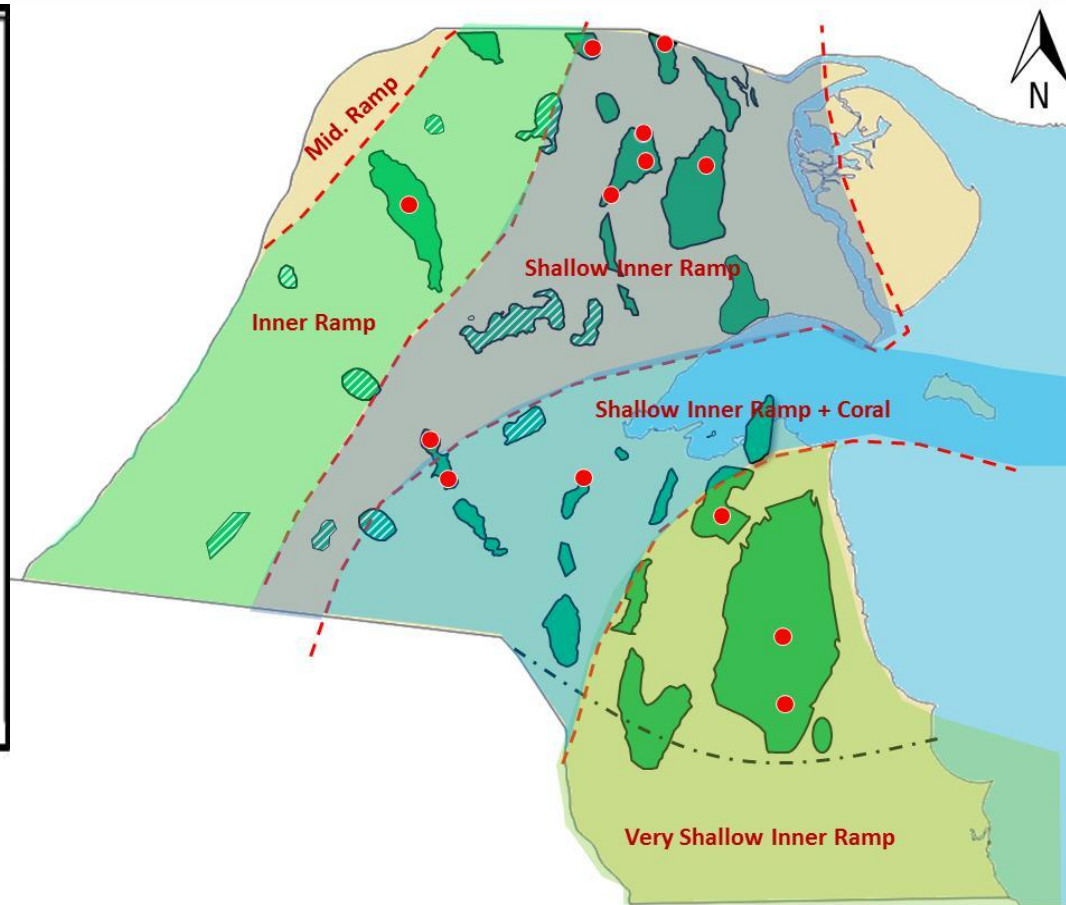 N
Mid. Ramp
Shallow Inner Ramp
Inner Ramp
Shallow Inner Ramp + Coral
Very Shallow Inner Ramp